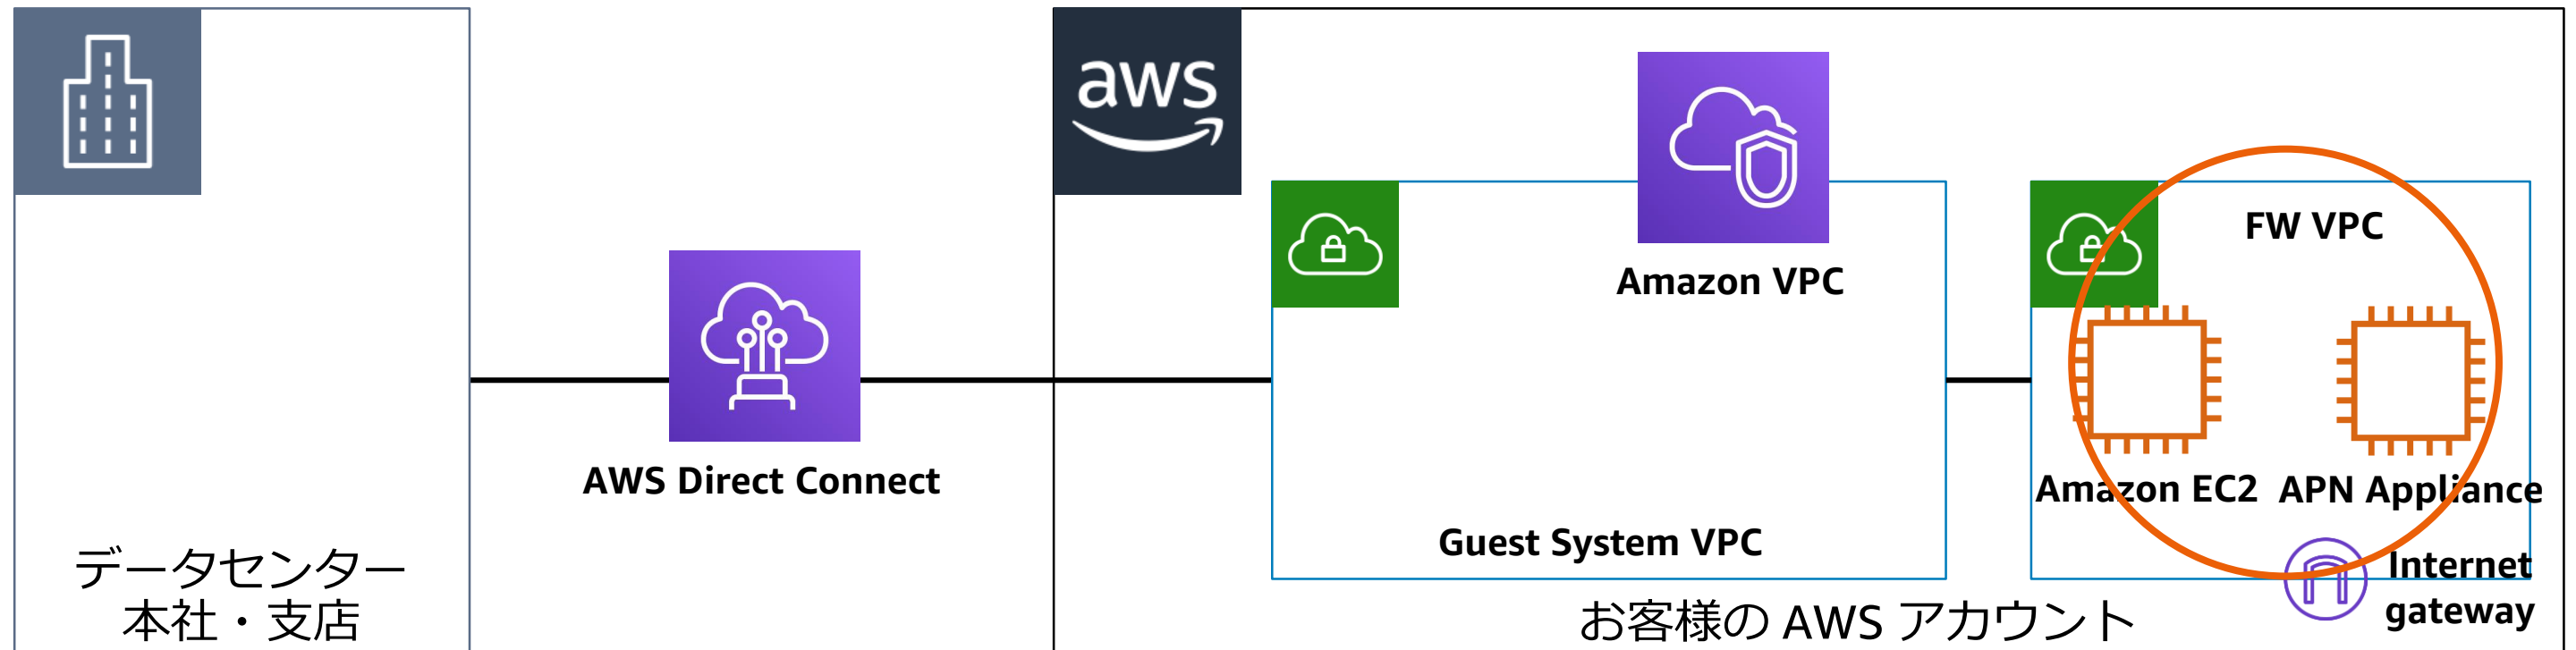 aws
FW VPC
Amazon VPC
AWS Direct Connect
Amazon EC2
APN Appliance
Guest System VPC
データセンター
本社・支店
Internet
gateway
お客様の AWS アカウント